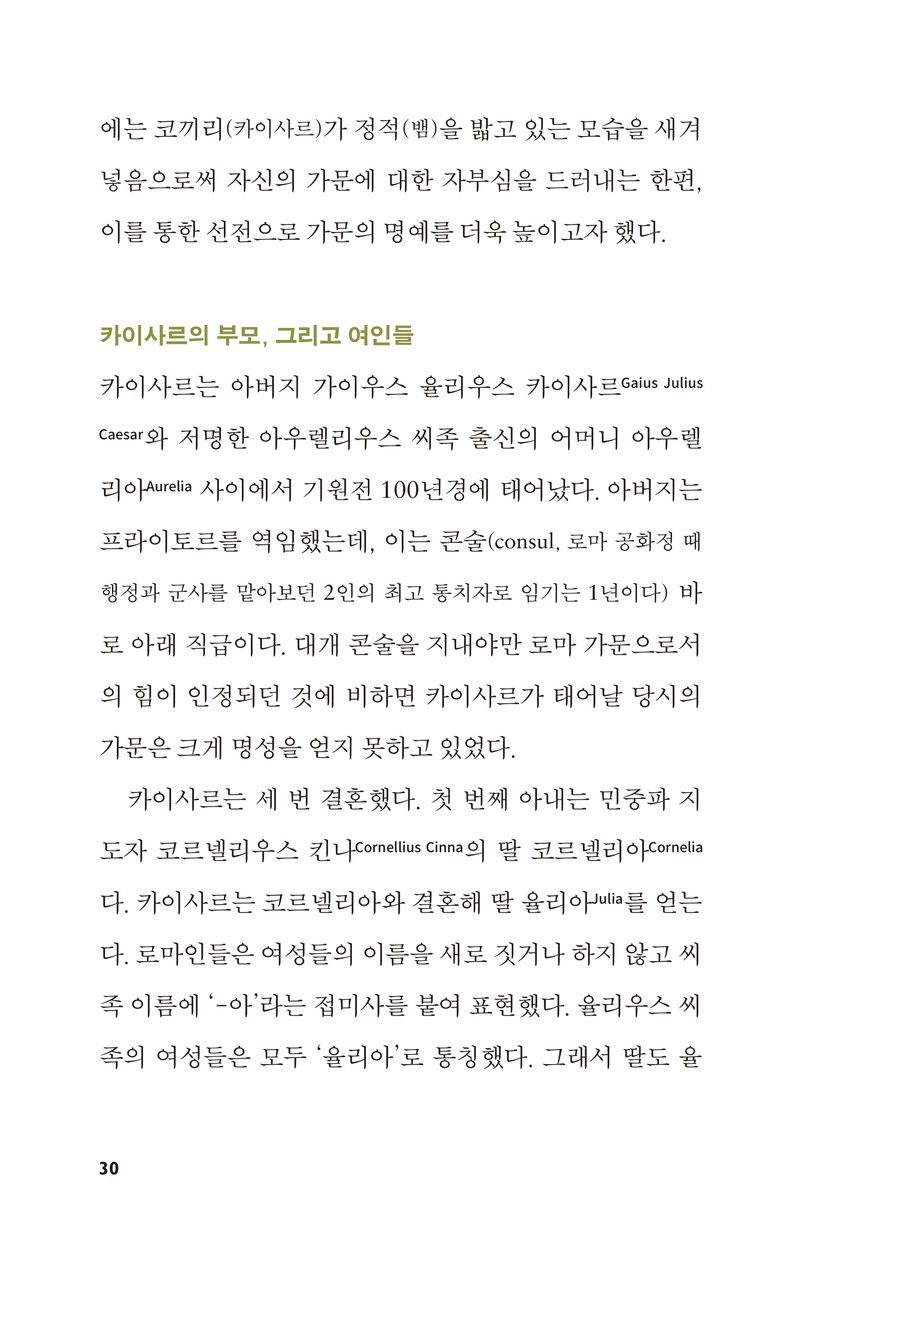 에는 코끼리(카이사르)가 정적(뱀)을 밟고 있는 모습을 새겨
넣음으로써 자신의 가문에 대한 자부심을 드러내는 한편,
이를 통한 선전으로 가문의 명예를 더욱 높이고자 했다.
카이사르의 부모, 그리고 여인들
카이사르는 아버지 가이우스 율리우스 카이사르Gaius Julius
Caesar와 저명한 아우렐리우스 씨족 출신의 어머니 아우렐
리아Aurelia 사이에서 기원전 100년경에 태어났다. 아버지는
프라이토르를 역임했는데, 이는 콘술(consul, 로마 공화정 때
행정과 군사를 맡아보던 2인의 최고 통치자로 임기는 1년이다) 바
로 아래 직급이다. 대개 콘술을 지내야만 로마 가문으로서
의 힘이 인정되던 것에 비하면 카이사르가 태어날 당시의
가문은 크게 명성을 얻지 못하고 있었다.
카이사르는 세 번 결혼했다. 첫 번째 아내는 민중파 지
도자 코르넬리우스 킨나Cornellius Cinna의 딸 코르넬리아Cornelia
다. 카이사르는 코르넬리아와 결혼해 딸 율리아Julia를 얻는
다. 로마인들은 여성들의 이름을 새로 짓거나 하지 않고 씨
족 이름에 ‘-아’라는 접미사를 붙여 표현했다. 율리우스 씨
족의 여성들은 모두 ‘율리아’로 통칭했다. 그래서 딸도 율
30